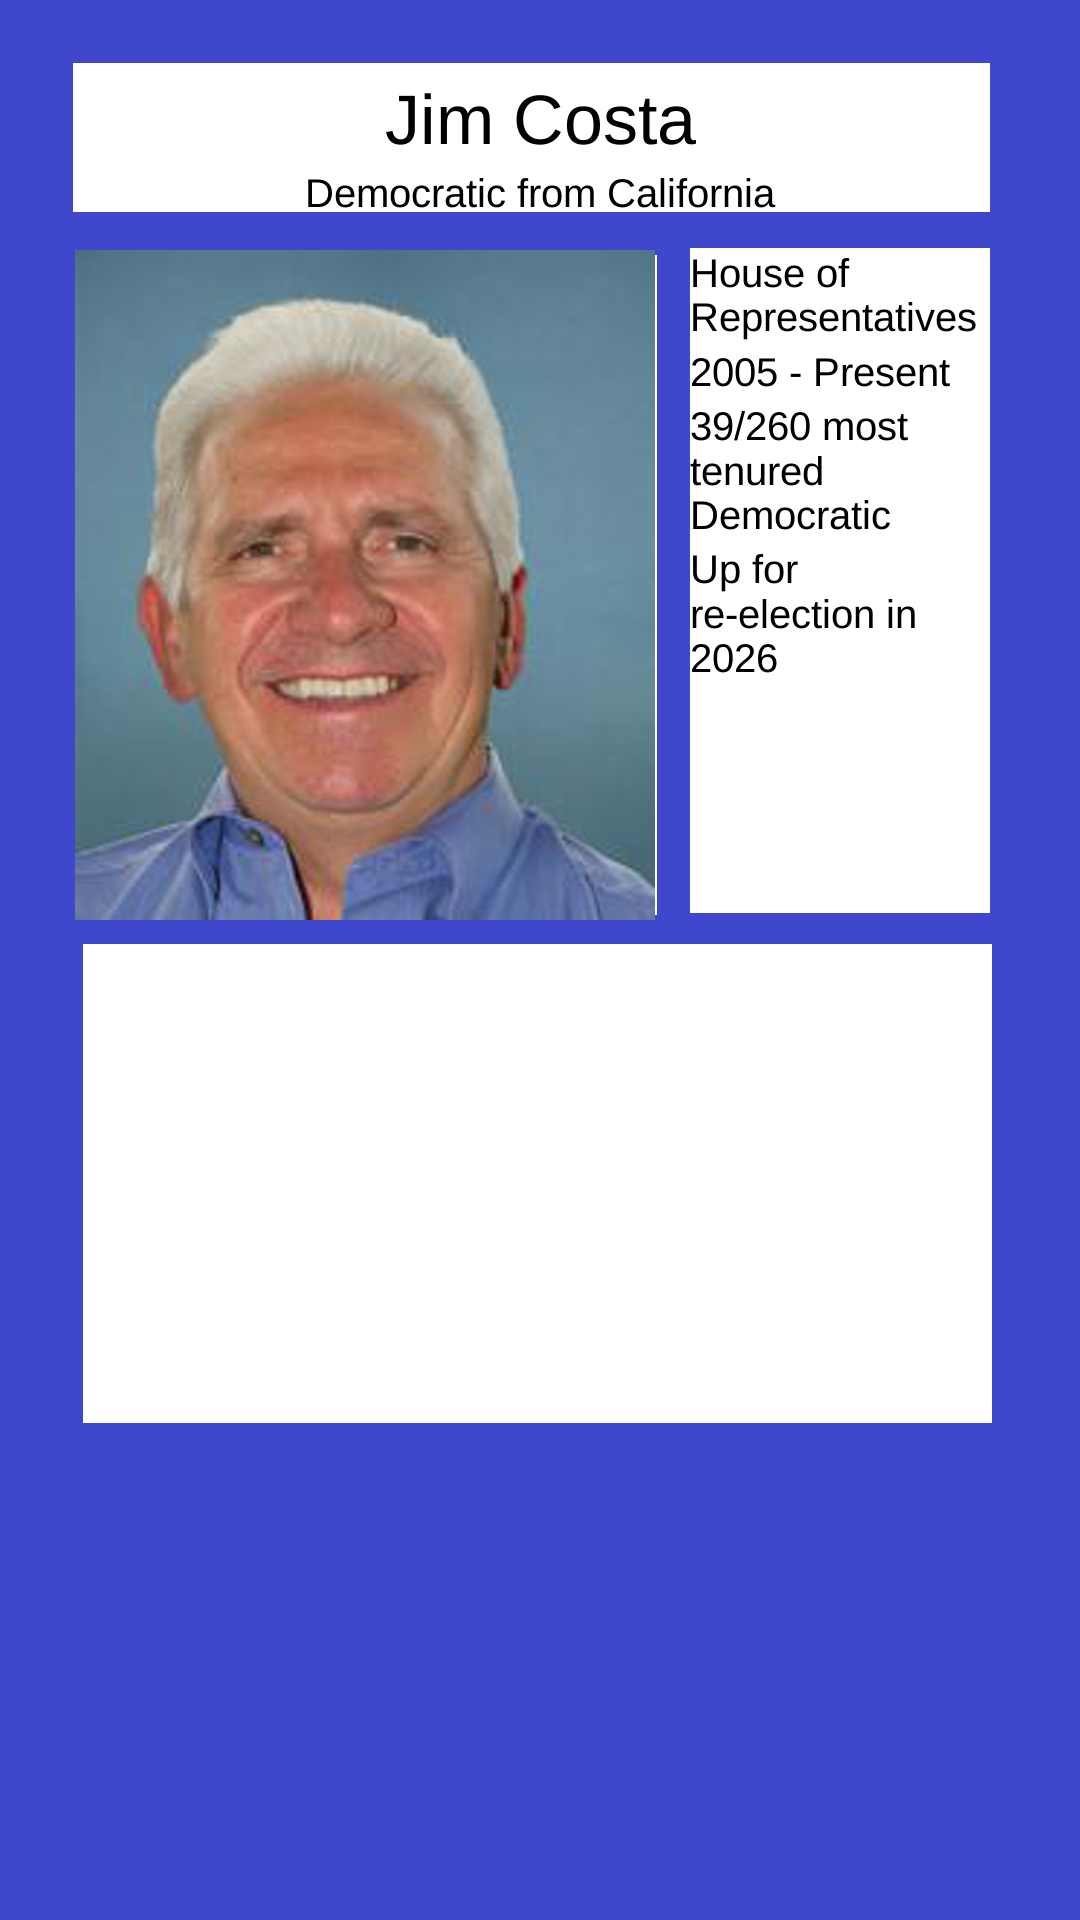 Jim Costa
Democratic from California
House of
Representatives
2005 - Present
39/260 most
tenured
Democratic
Up for
re-election in
2026